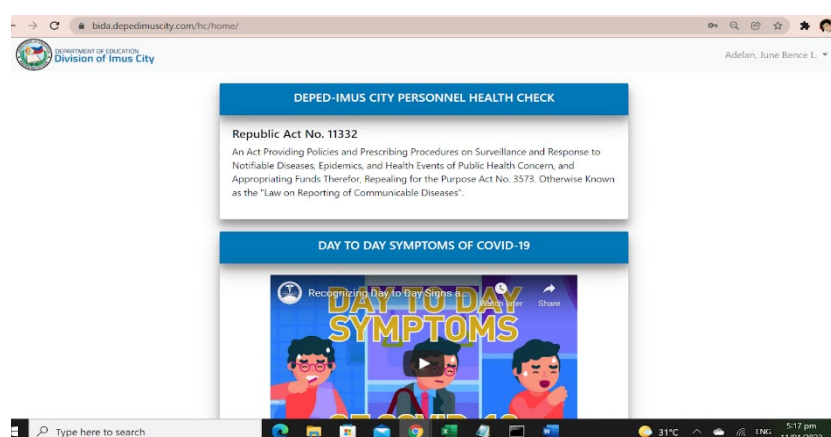 bida.depedimuscity.com/hc/home/
DEPARTMENT OF EDUCATION
Division of Imus City
Adelan, June Bence L.
DEPED-IMUS CITY PERSONNEL HEALTH CHECK
Republic Act No. 11332
An Act Providing Policies and Prescribing Procedures on Surveillance and Response to
Notifiable Diseases, Epidemics, and Health Events of Public Health Concern, and
Appropriating Funds Therefor, Repealing for the Purpose Act No. 3573. Otherwise Known
as the "Law on Reporting of Communicable Diseases".
DAY TO DAY SYMPTOMS OF COVID-19
Recognizing Day to Day Signs a...
Watch later
Share
DAY TO DAY
SYMPTOMS
OF COVID-19
Type here to search
31°C
ENG
5:17 pm